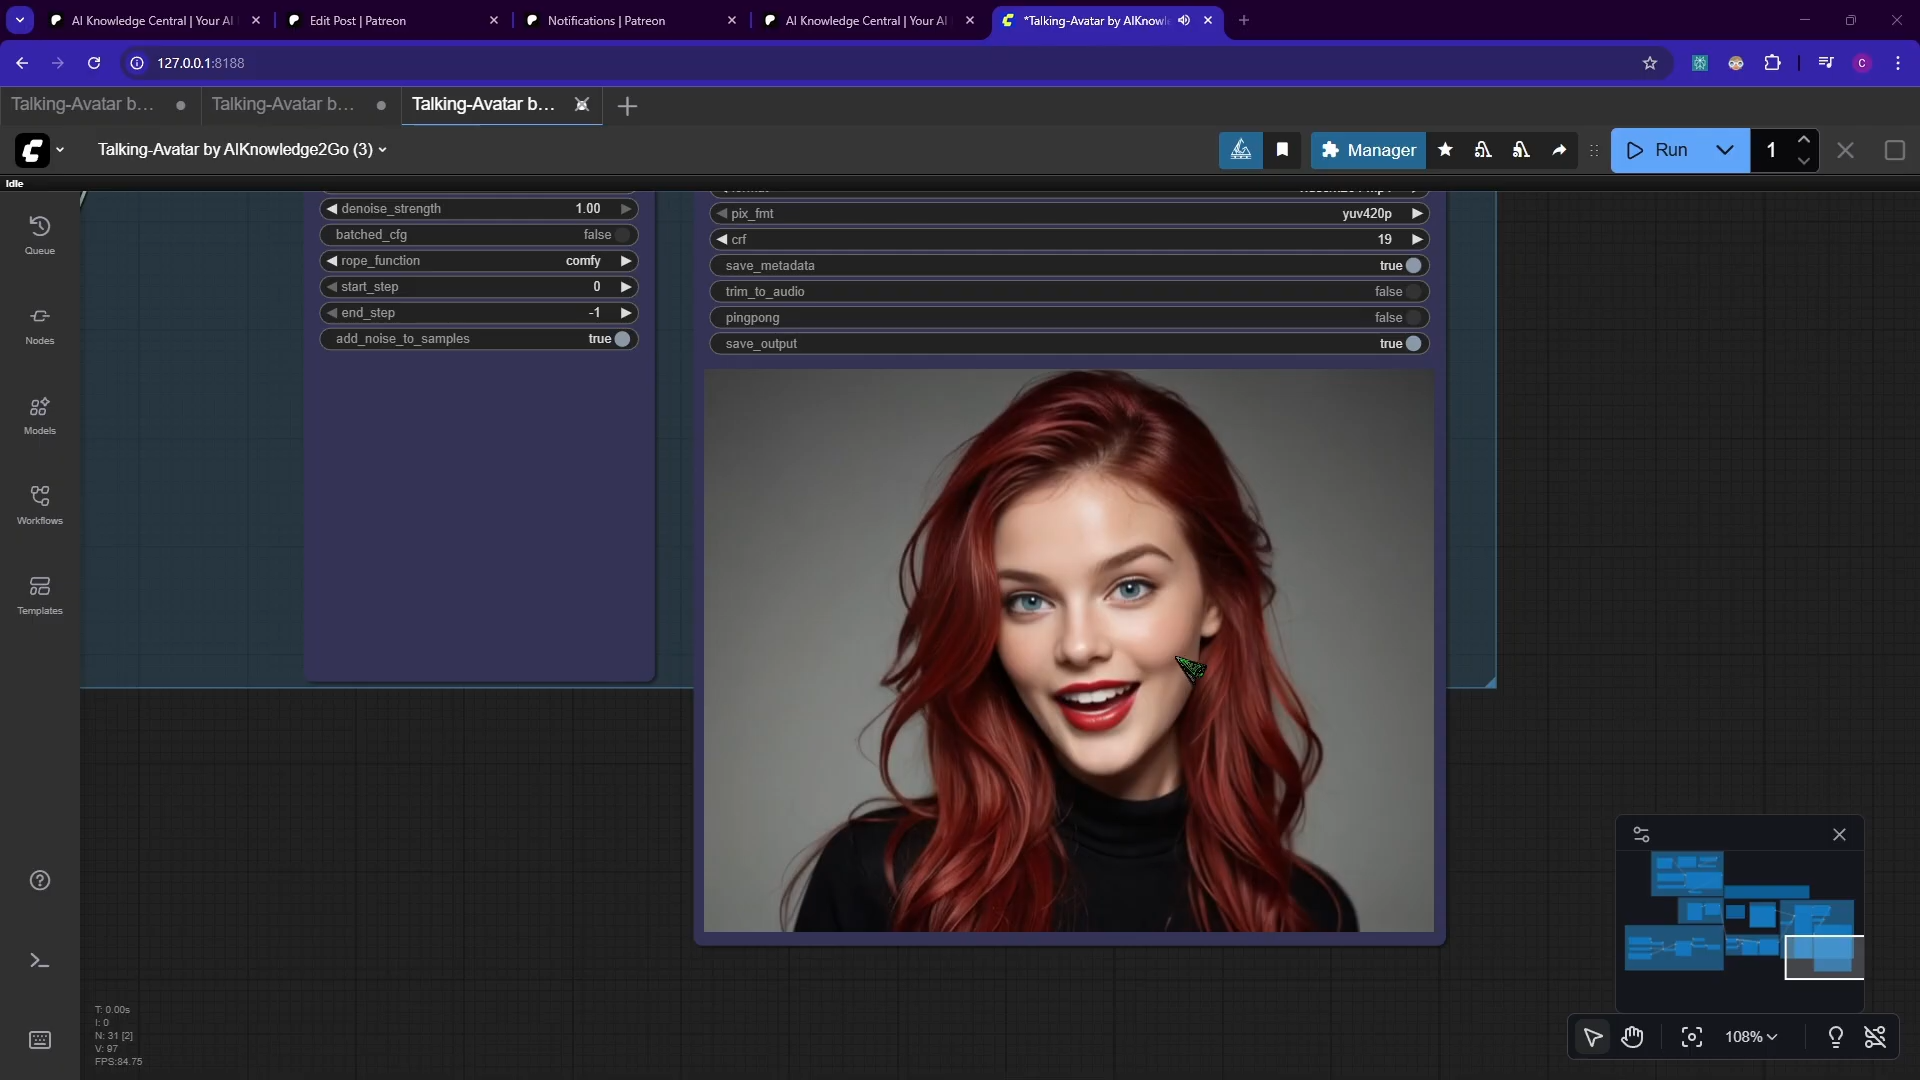 AI Knowledge Central | Your AI
Edit Post | Patreon
Notifications | Patreon
AI Knowledge Central | Your AI
*Talking-Avatar by AIKnowle
127.0.0.1:8188
C
Talking-Avatar b...
Talking-Avatar b...
Talking-Avatar b...
Talking-Avatar by AIKnowledge2Go (3)
Manager
Run
1
Idle
Queue
Nodes
Models
Workflows
Templates
denoise_strength 1.00
batched_cfg false
rope_function comfy
start_step 0
end_step -1
add_noise_to_samples true
pix_fmt yuv420p
crf 19
save_metadata true
trim_to_audio false
pingpong false
save_output true
T: 0.00s
I: 0
N: 31 [2]
V: 97
FPS:84.75
108%